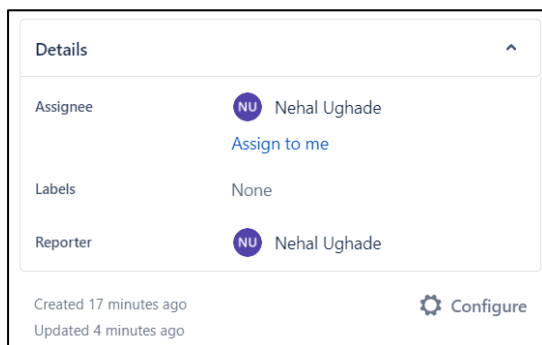 Details
Assignee
NU Nehal Ughade
Assign to me
Labels
None
Reporter
NU Nehal Ughade
Created 17 minutes ago
Updated 4 minutes ago
Configure